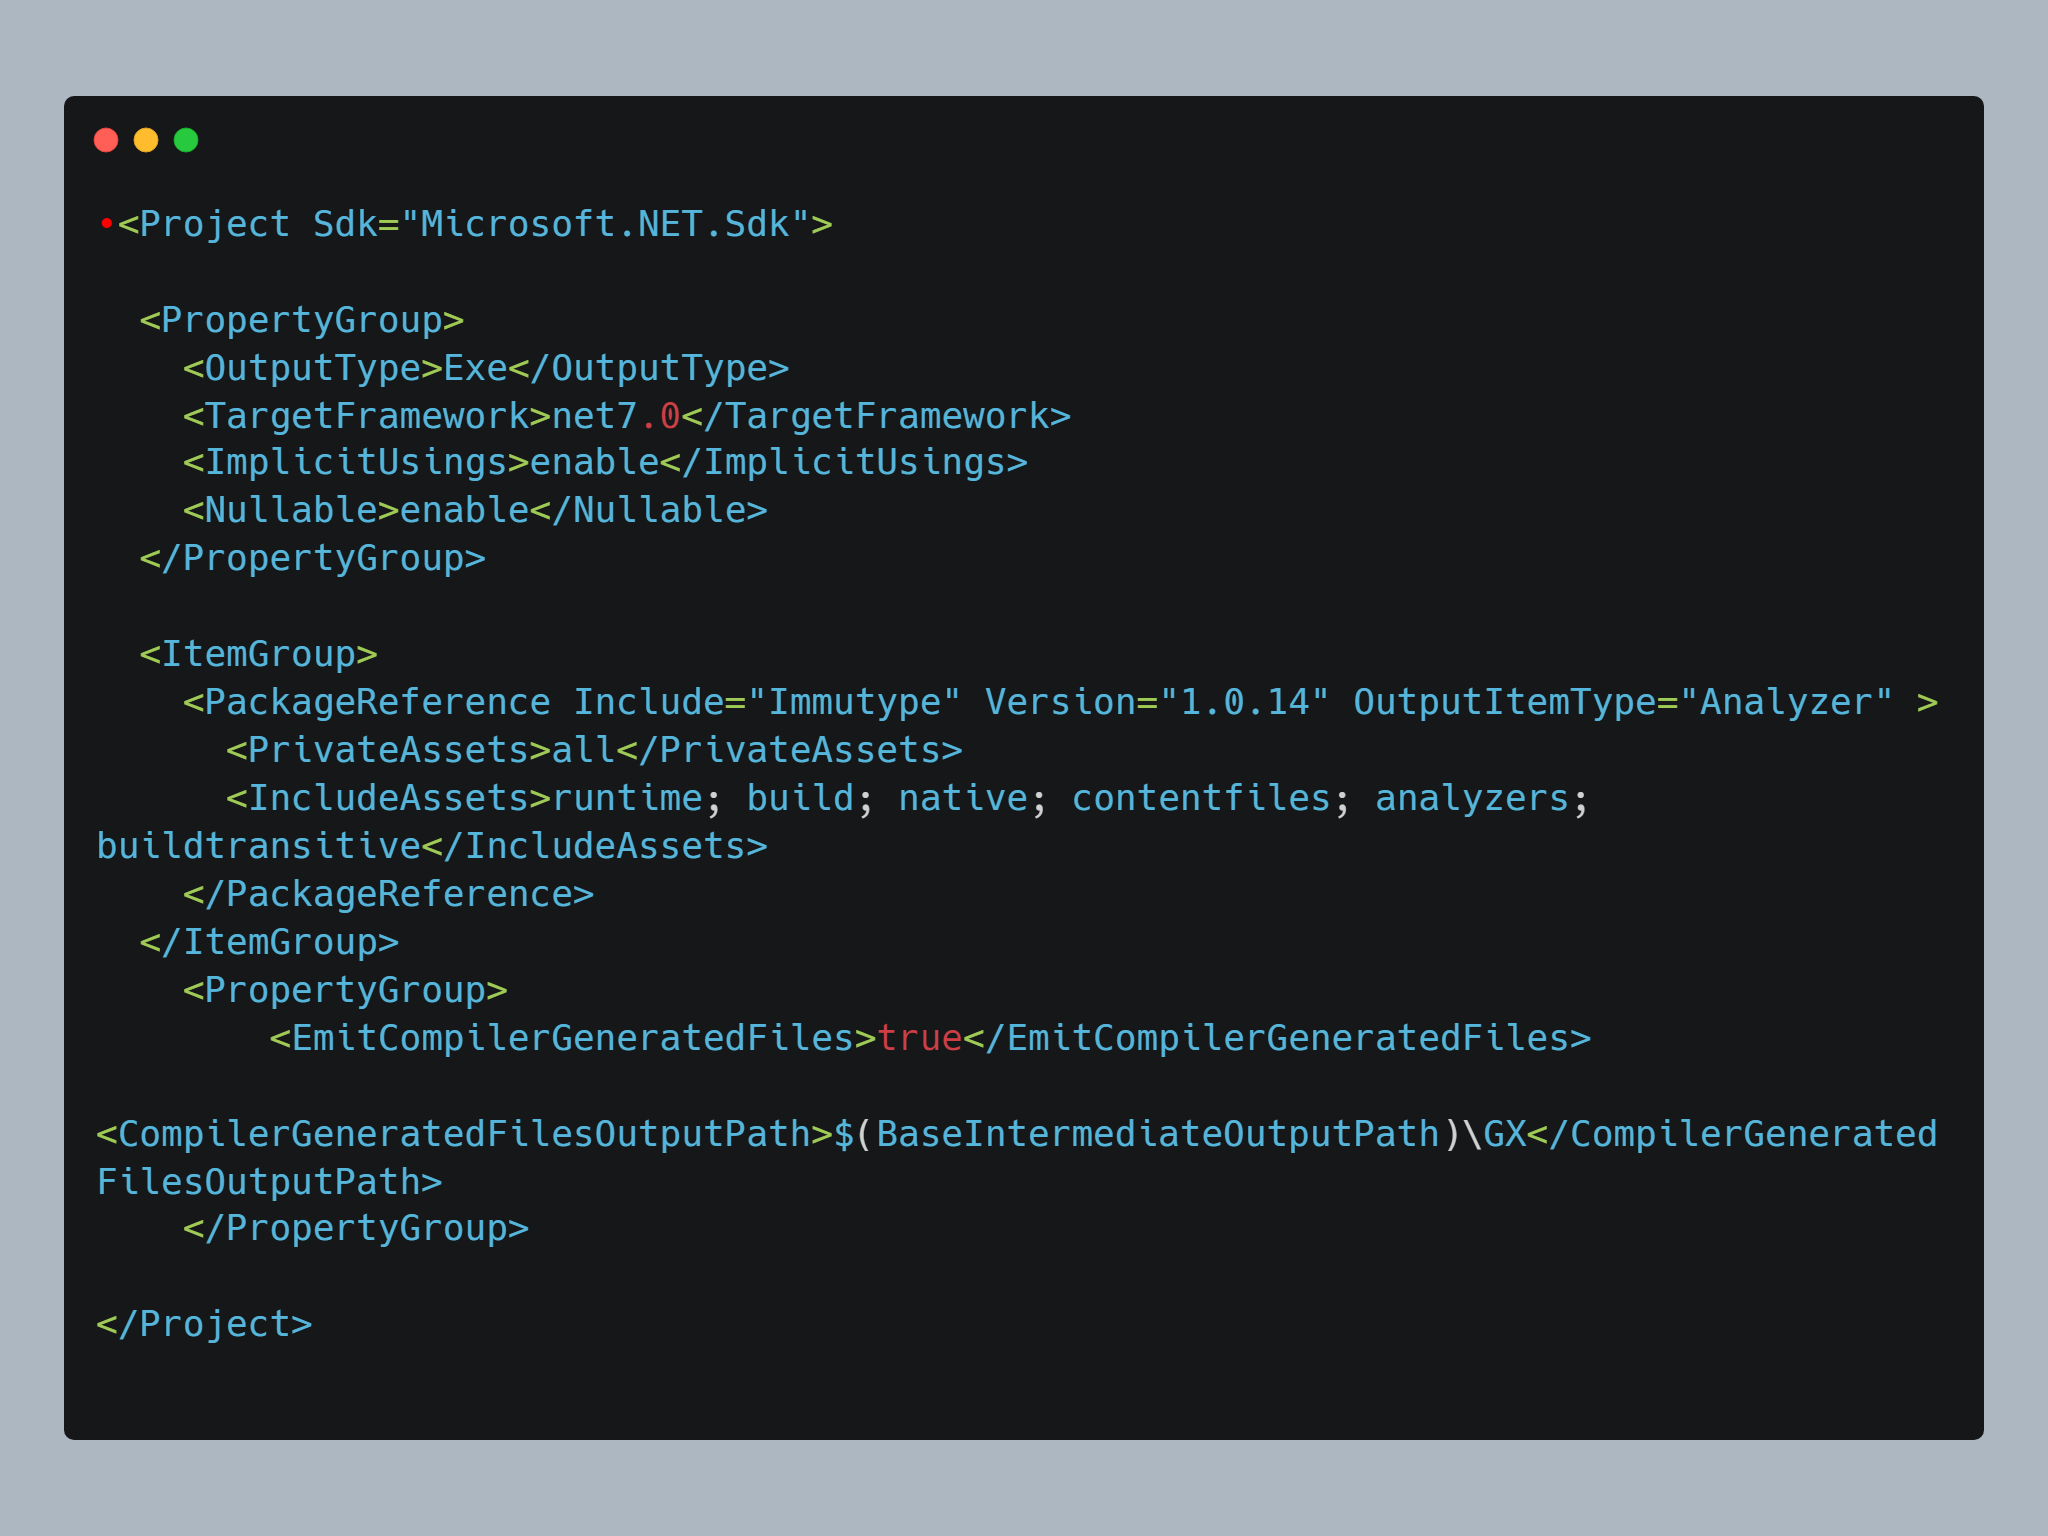 •<Project Sdk="Microsoft.NET.Sdk">

  <PropertyGroup>
    <OutputType>Exe</OutputType>
    <TargetFramework>net7.0</TargetFramework>
    <ImplicitUsings>enable</ImplicitUsings>
    <Nullable>enable</Nullable>
  </PropertyGroup>

  <ItemGroup>
    <PackageReference Include="Immutype" Version="1.0.14" OutputItemType="Analyzer" >
      <PrivateAssets>all</PrivateAssets>
      <IncludeAssets>runtime; build; native; contentfiles; analyzers;
buildtransitive</IncludeAssets>
    </PackageReference>
  </ItemGroup>
    <PropertyGroup>
        <EmitCompilerGeneratedFiles>true</EmitCompilerGeneratedFiles>

<CompilerGeneratedFilesOutputPath>$(BaseIntermediateOutputPath)\GX</CompilerGenerated
FilesOutputPath>
    </PropertyGroup>

</Project>